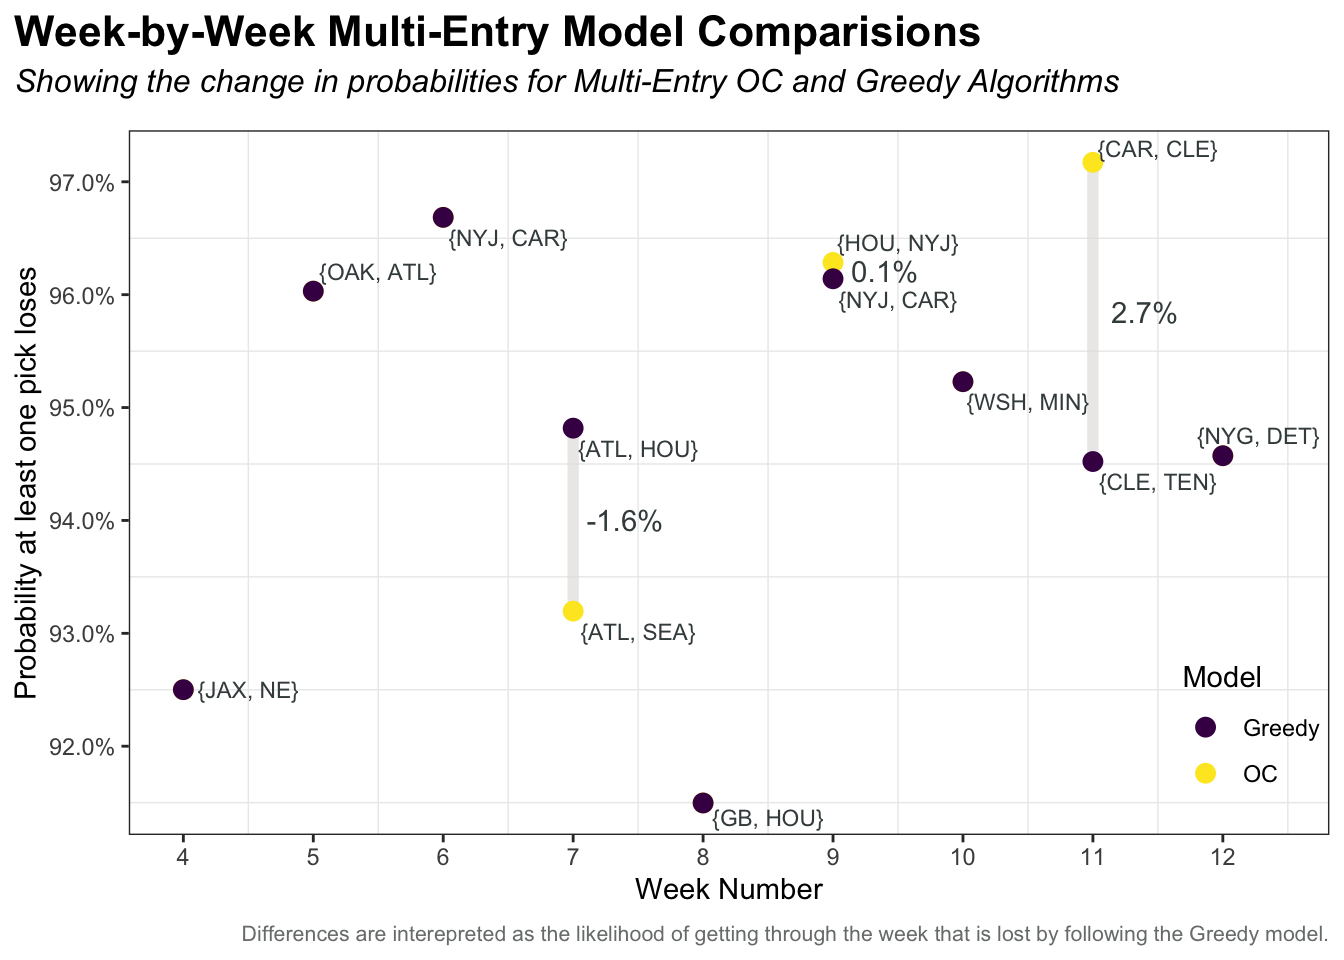 Week-by-Week Multi-Entry Model Comparisions
Showing the change in probabilities for Multi-Entry OC and Greedy Algorithms
Probability at least one pick loses
97.0%
96.0%
95.0%
94.0%
93.0%
92.0%
{CAR, CLE}
{NYJ, CAR}
{HOU, NYJ}
{OAK, ATL}
0.1%
{NYJ, CAR}
2.7%
{WSH, MIN}
{NYG, DET}
{ATL, HOU}
{CLE, TEN}
-1.6%
{ATL, SEA}
{JAX, NE}
{GB, HOU}
Model
Greedy
OC
4 5 6 7 8 9 10 11 12
Week Number
Differences are interepreted as the likelihood of getting through the week that is lost by following the Greedy model.